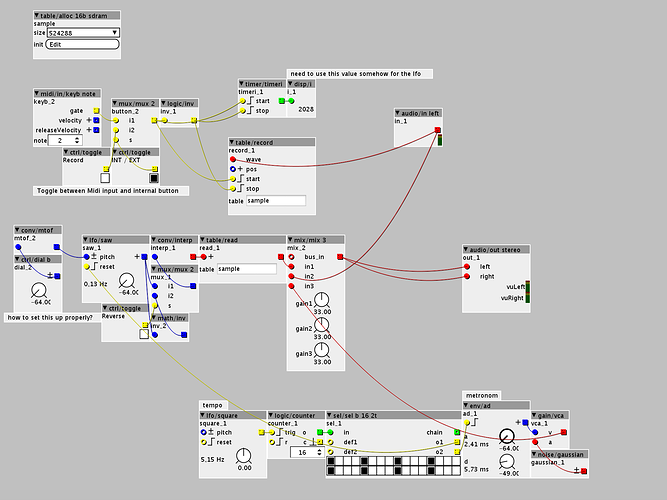 table/alloc 16b sdram
sample
size 524288
init Edit
need to use this value somehow for the lfo
midi/in/keyb note
keyb_2
gate
velocity
releaseVelocity
note 2
mux/mux 2
button_2
i1
i2
s
logic/inv
inv_1
timer/timeri
timeri_1
start
stop
disp/i
i_1
2028
audio/in left
in_1
ctrl/toggle
Record
ctrl/toggle
INT / EXT
Toggle between Midi input and internal button
table/record
record_1
wave
pos
start
stop
table sample
conv/mtof
mtof_2
ctrl/dial b
dial_2
-64.00
how to set this up properly?
lfo/saw
saw_1
pitch
reset
0,13 Hz
-64.00
ctrl/toggle
Reverse
conv/interp
interp_1
mux/mux 2
mux_1
i1
i2
s
math/inv
inv_2
table/read
read_1
table sample
mix/mix 3
mix_2
bus_in
in1
in2
in3
gain1
33.00
gain2
33.00
gain3
33.00
audio/out stereo
out_1
left
right
vuLeft
vuRight
tempo
lfo/square
square_1
pitch
reset
5,15 Hz
0.00
logic/counter
counter_1
trig
o
r
c
16
sel/sel b 16 2t
sel_1
in
def1
def2
chain
o1
o2
metronom
env/ad
ad_1
a
2,41 ms
-64.00
d
5,73 ms
-49.00
gain/vca
vca_1
v
a
noise/gaussian
gaussian_1